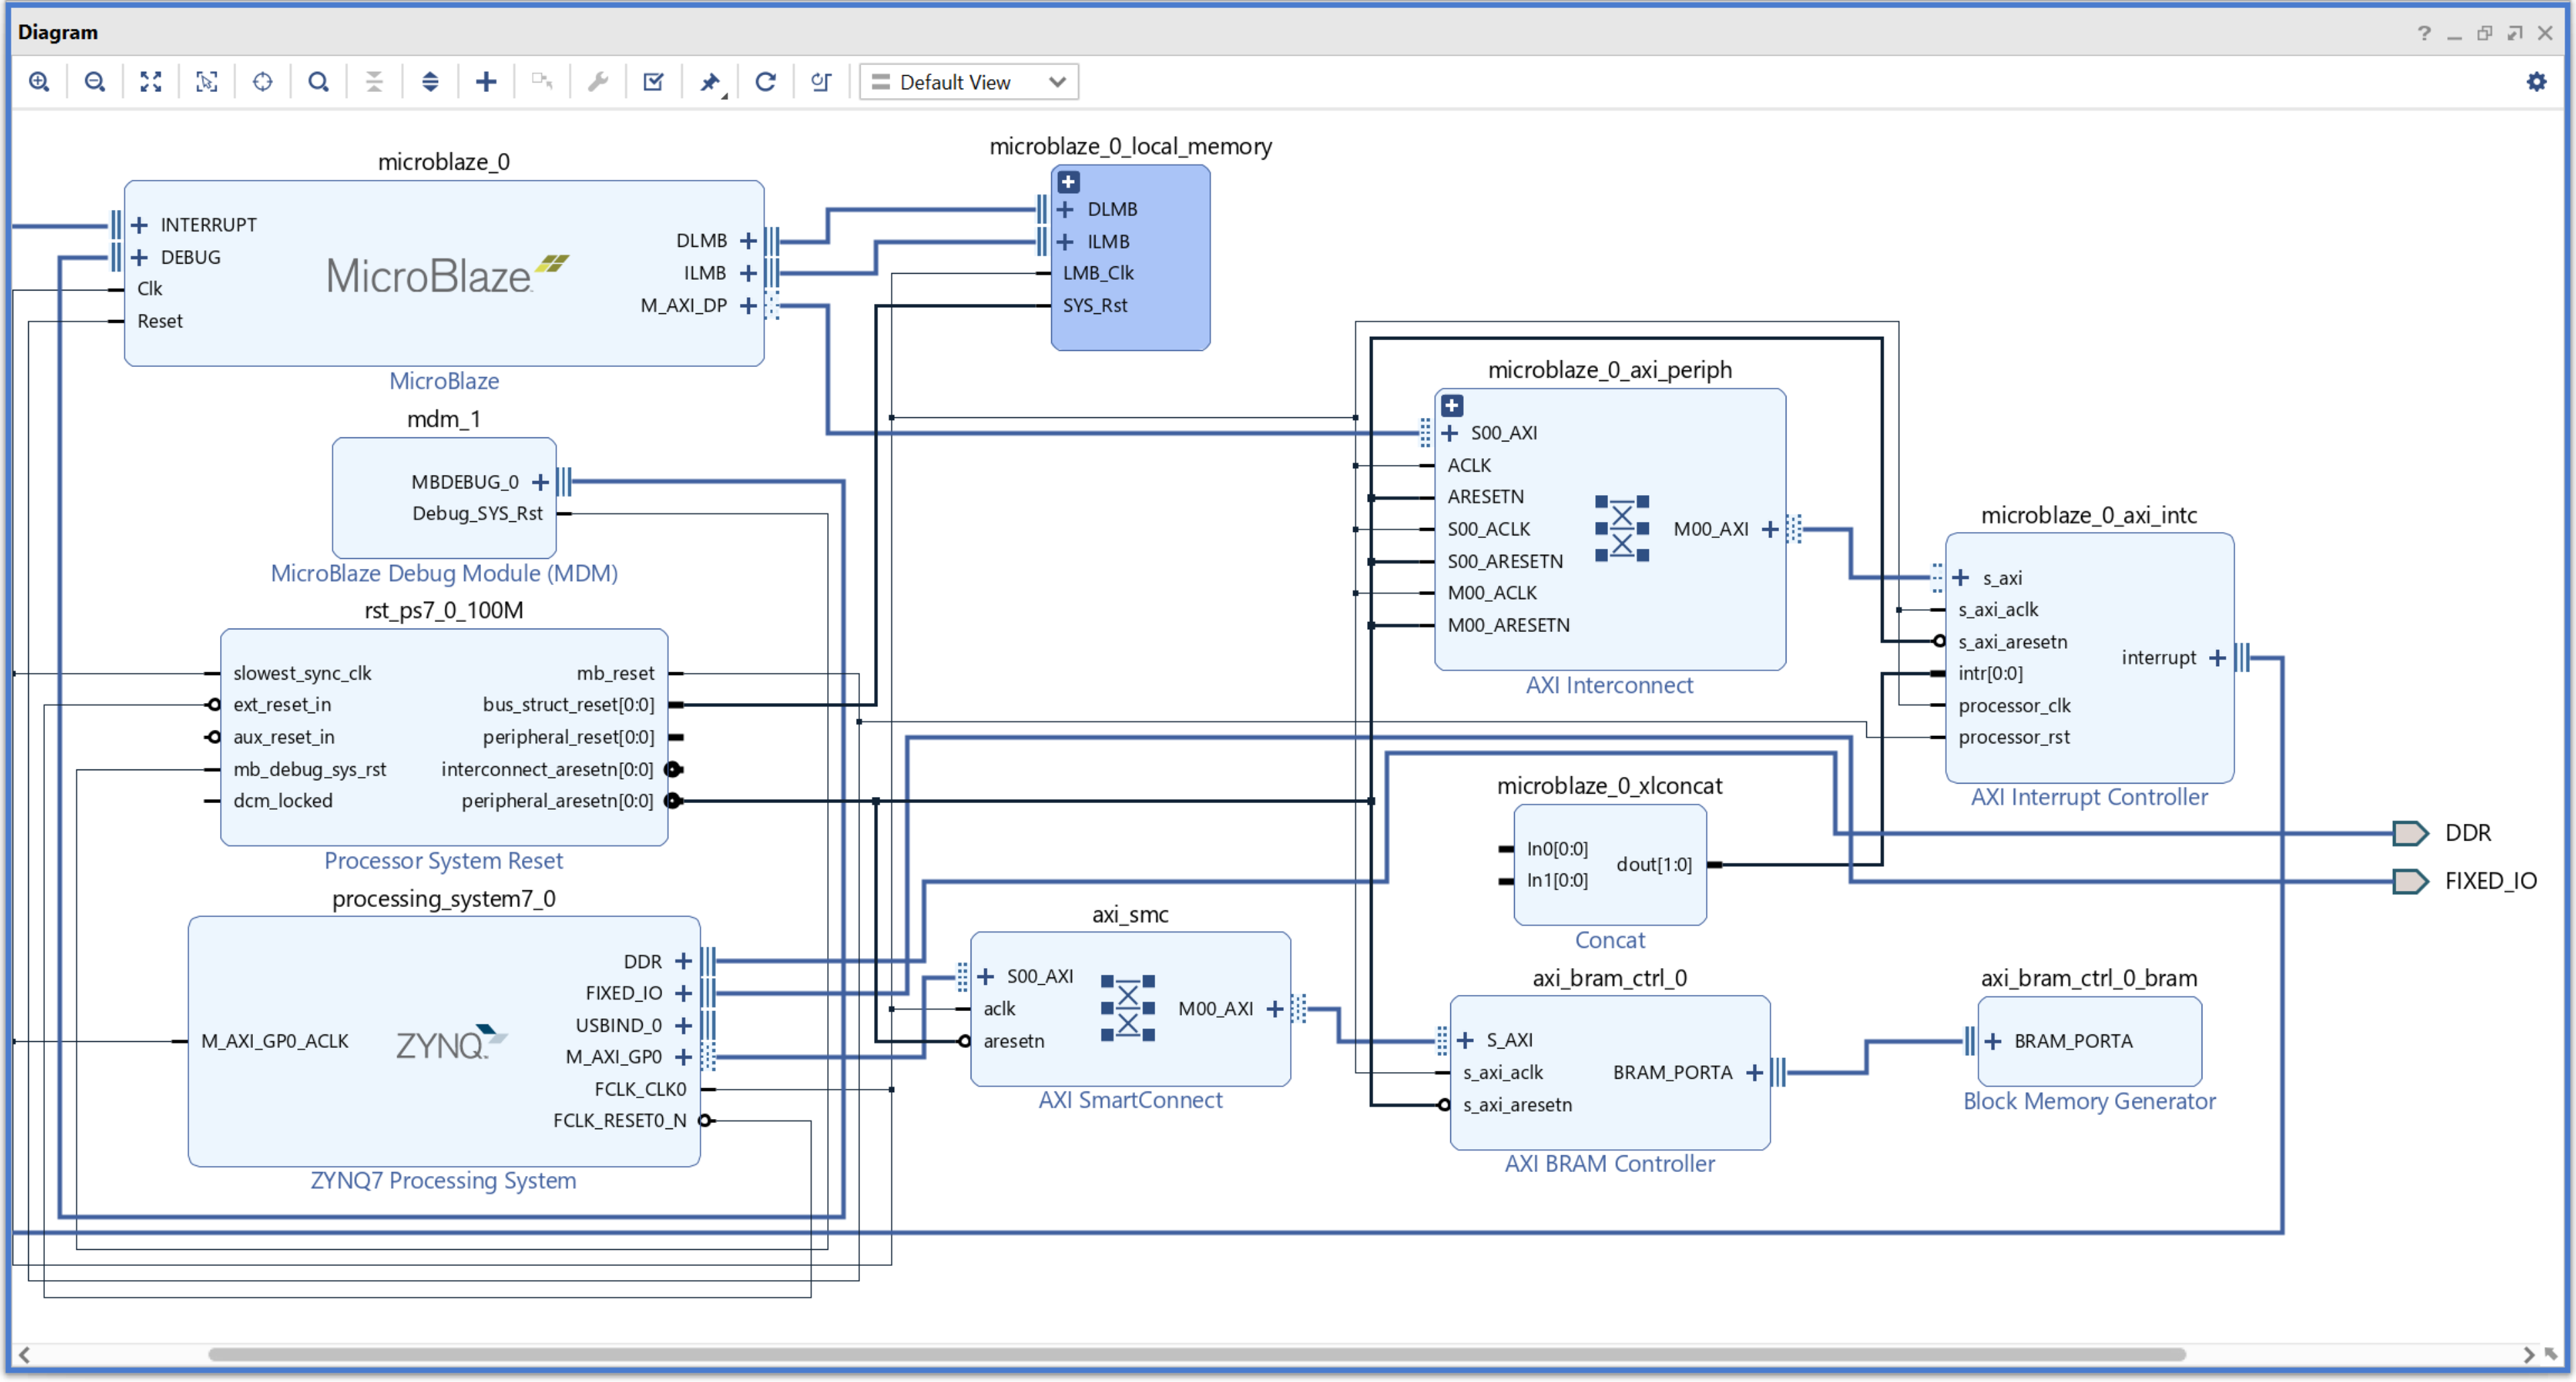 Diagram
?
Default View
microblaze_0
INTERRUPT
DEBUG
Clk
Reset
MicroBlaze
DLMB
ILMB
M_AXI_DP
MicroBlaze
microblaze_0_local_memory
DLMB
ILMB
LMB_Clk
SYS_Rst
mdm_1
MBDEBUG_0
Debug_SYS_Rst
MicroBlaze Debug Module (MDM)
rst_ps7_0_100M
slowest_sync_clk
ext_reset_in
aux_reset_in
mb_debug_sys_rst
dcm_locked
mb_reset
bus_struct_reset[0:0]
peripheral_reset[0:0]
interconnect_aresetn[0:0]
peripheral_aresetn[0:0]
Processor System Reset
processing_system7_0
M_AXI_GP0_ACLK
ZYNQ
DDR
FIXED_IO
USBIND_0
M_AXI_GP0
FCLK_CLK0
FCLK_RESET0_N
ZYNQ7 Processing System
axi_smc
S00_AXI
aclk
aresetn
M00_AXI
AXI SmartConnect
microblaze_0_axi_periph
S00_AXI
ACLK
ARESETN
S00_ACLK
S00_ARESETN
M00_ACLK
M00_ARESETN
M00_AXI
AXI Interconnect
microblaze_0_axi_intc
s_axi
s_axi_aclk
s_axi_aresetn
intr[0:0]
processor_clk
processor_rst
interrupt
AXI Interrupt Controller
microblaze_0_xlconcat
In0[0:0]
In1[0:0]
dout[1:0]
Concat
DDR
FIXED_IO
axi_bram_ctrl_0
S_AXI
s_axi_aclk
s_axi_aresetn
BRAM_PORTA
AXI BRAM Controller
axi_bram_ctrl_0_bram
BRAM_PORTA
Block Memory Generator